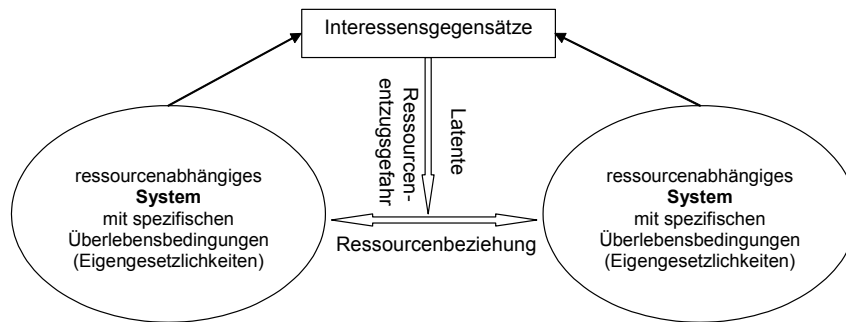 Interessensgegensätze
Latente
Ressourcen-
entzugsgefahr
ressourcenabhängiges
System
mit spezifischen
Überlebensbedingungen
(Eigengesetzlichkeiten)
Ressourcenbeziehung
ressourcenabhängiges
System
mit spezifischen
Überlebensbedingungen
(Eigengesetzlichkeiten)